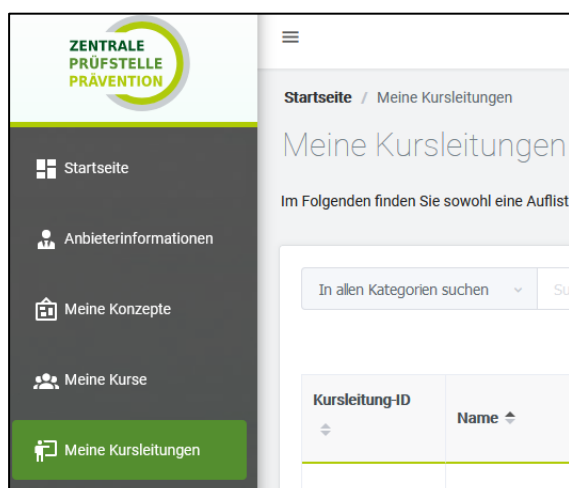 ZENTRALE
PRÜFSTELLE
PRÄVENTION
Startseite
Anbieterinformationen
Meine Konzepte
Meine Kurse
Meine Kursleitungen
Startseite / Meine Kursleitungen
Meine Kursleitungen
Im Folgenden finden Sie sowohl eine
In allen Kategorien suchen
Kursleitung-ID
Name